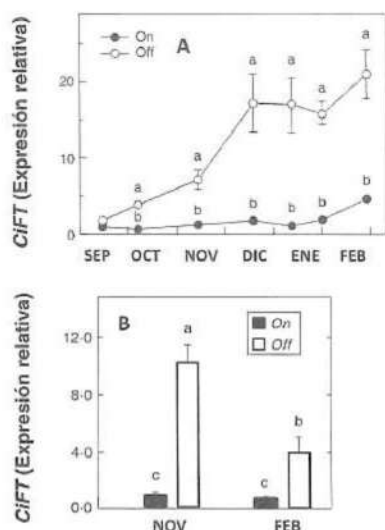 On
Off
A
CiFT (Expresión relativa)
20
10
0
a
a
a
a
a
a
b
b
b
b
b
b
SEP OCT NOV DIC ENE FEB
B
On
Off
CiFT (Expresión relativa)
12·0
8·0
4·0
0·0
a
b
c
c
NOV FEB